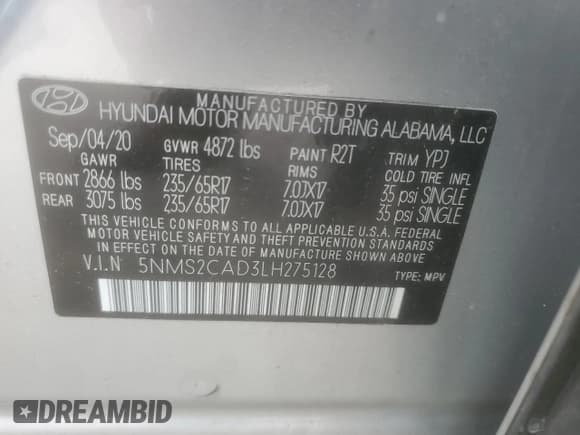 MANUFACTURED BY
HYUNDAI MOTOR MANUFACTURING ALABAMA, LLC
Sep/04/20 GVWR 4872 lbs PAINT R2T TRIM YPJ
GAWR TIRES RIMS COLD TIRE INFL
FRONT 2866 lbs 235/65R17 7.0JX17 35 psi SINGLE
REAR 3075 lbs 235/65R17 7.0JX17 35 psi SINGLE
THIS VEHICLE CONFORMS TO ALL APPLICABLE U.S.A. FEDERAL
MOTOR VEHICLE SAFETY, BUMPER, AND THEFT PREVENTION STANDARDS
IN EFFECT ON THE DATE OF MANUFACTURE SHOWN ABOVE.
V.I.N 5NMS2CAD3LH275128 TYPE: MPV
DREAMBID